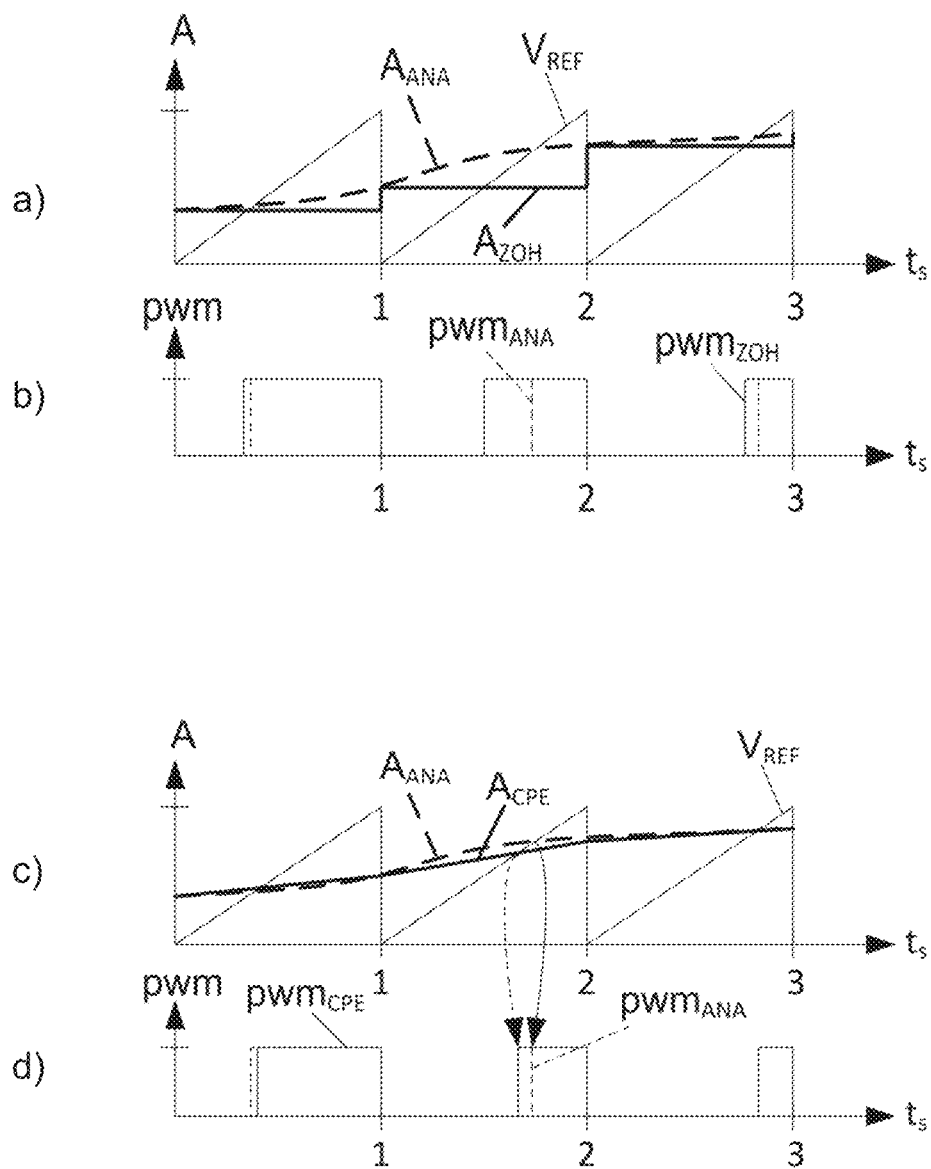 A
A_ANA
V_REF
a)
A_ZOH
t_s
1 2 3
pwm
pwm_ANA
pwm_ZOH
b)
t_s
1 2 3
A
A_ANA
A_CPE
V_REF
c)
t_s
1 2 3
pwm
pwm_CPE
pwm_ANA
d)
t_s
1 2 3